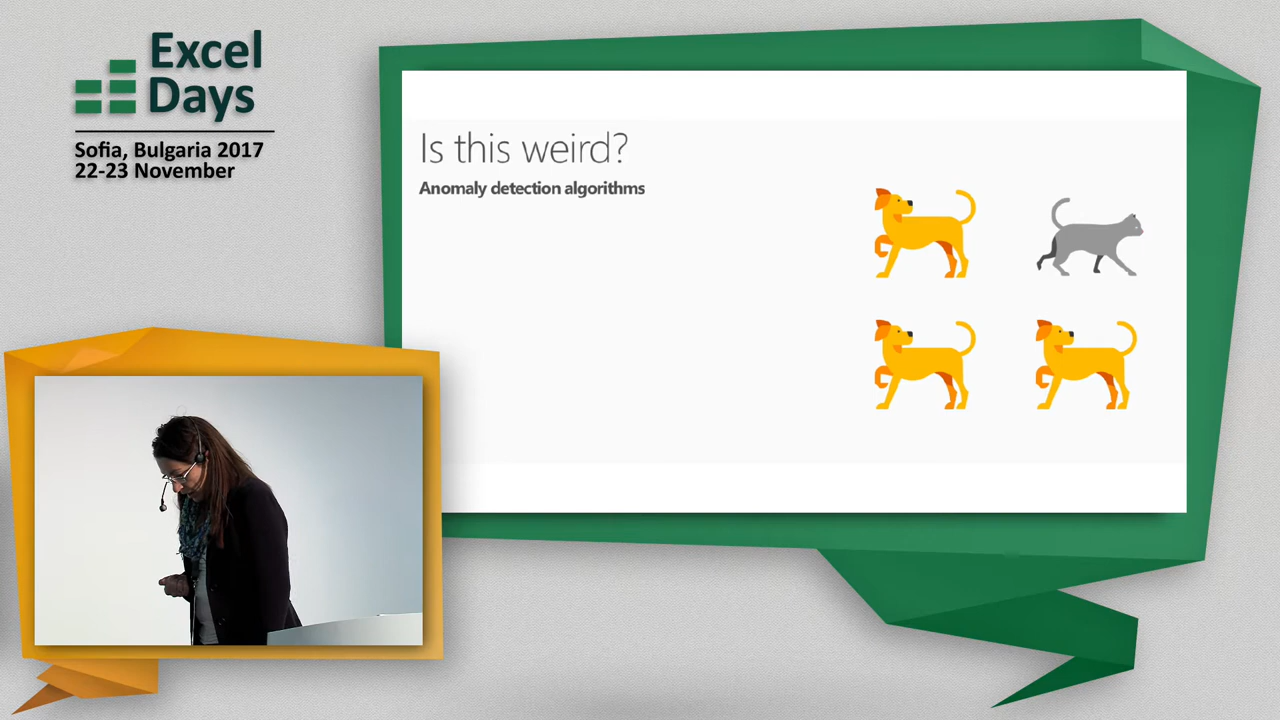 Excel
Days
Sofia, Bulgaria 2017
22-23 November
Is this weird?
Anomaly detection algorithms